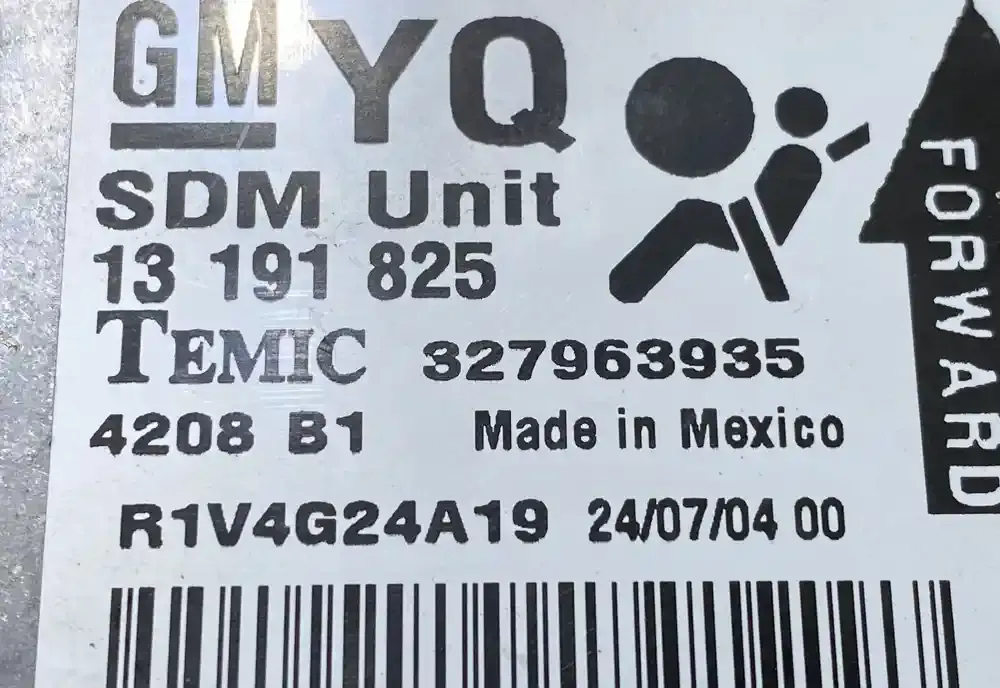 GM YQ
SDM Unit
13 191 825
TEMIC 327963935
4208 B1 Made in Mexico
R1V4G24A19 24/07/04 00
FORWARD